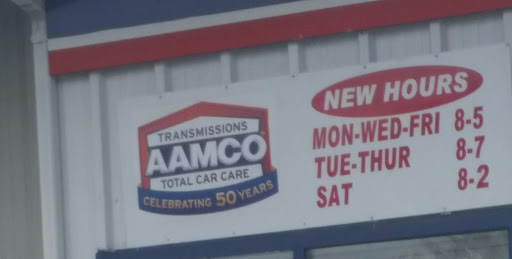 TRANSMISSIONS
AAMCO
TOTAL CAR CARE
CELEBRATING 50 YEARS
NEW HOURS
MON-WED-FRI 8-5
TUE-THUR 8-7
SAT 8-2